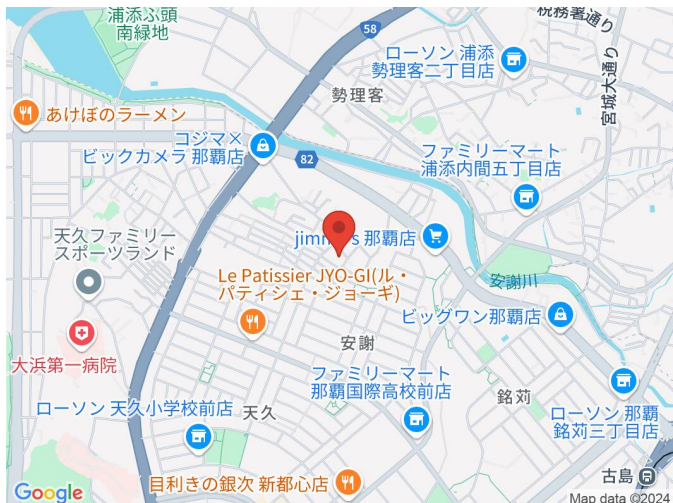 浦添ふ頭
南緑地
58
税務署通り
ローソン 浦添
勢理客二丁目店
宮城大通り
勢理客
あけぼのラーメン
コジマ×
ビックカメラ 那覇店
82
ファミリーマート
浦添内間五丁目店
天久ファミリー
スポーツランド
那覇店
Le Patissier JYO-GI(ル・
パティシェ・ジョーギ)
安謝川
ビッグワン那覇店
大浜第一病院
安謝
ファミリーマート
那覇国際高校前店
銘苅
ローソン 天久小学校前店
天久
ローソン 那覇
銘苅三丁目店
目利きの銀次 新都心店
古島
Google
Map data ©2024